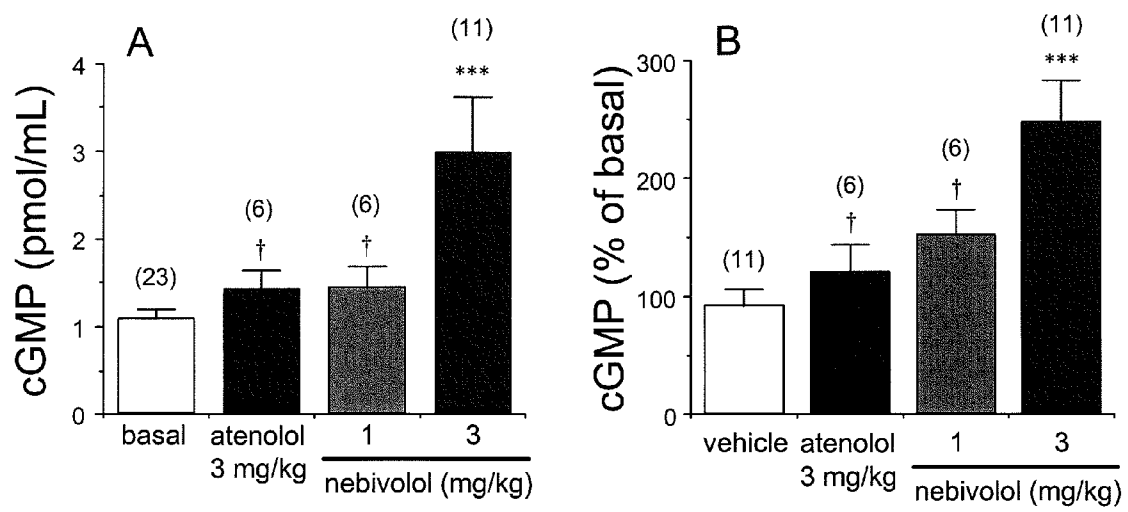 A
cGMP (pmol/mL)
4
3
2
1
0
(23)
(6)
†
(6)
†
(11)
***
basal
atenolol
3 mg/kg
1
3
nebivolol (mg/kg)
B
cGMP (% of basal)
300
200
100
0
(11)
(6)
†
(6)
†
(11)
***
vehicle
atenolol
3 mg/kg
1
3
nebivolol (mg/kg)